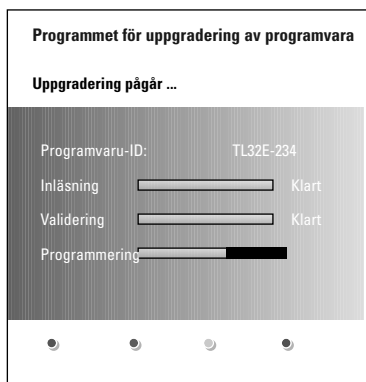 Programmet för uppgradering av programvara
Uppgradering pågår ...
Programvaru-ID: TL32E-234
Inläsning Klart
Validering Klart
Programmering